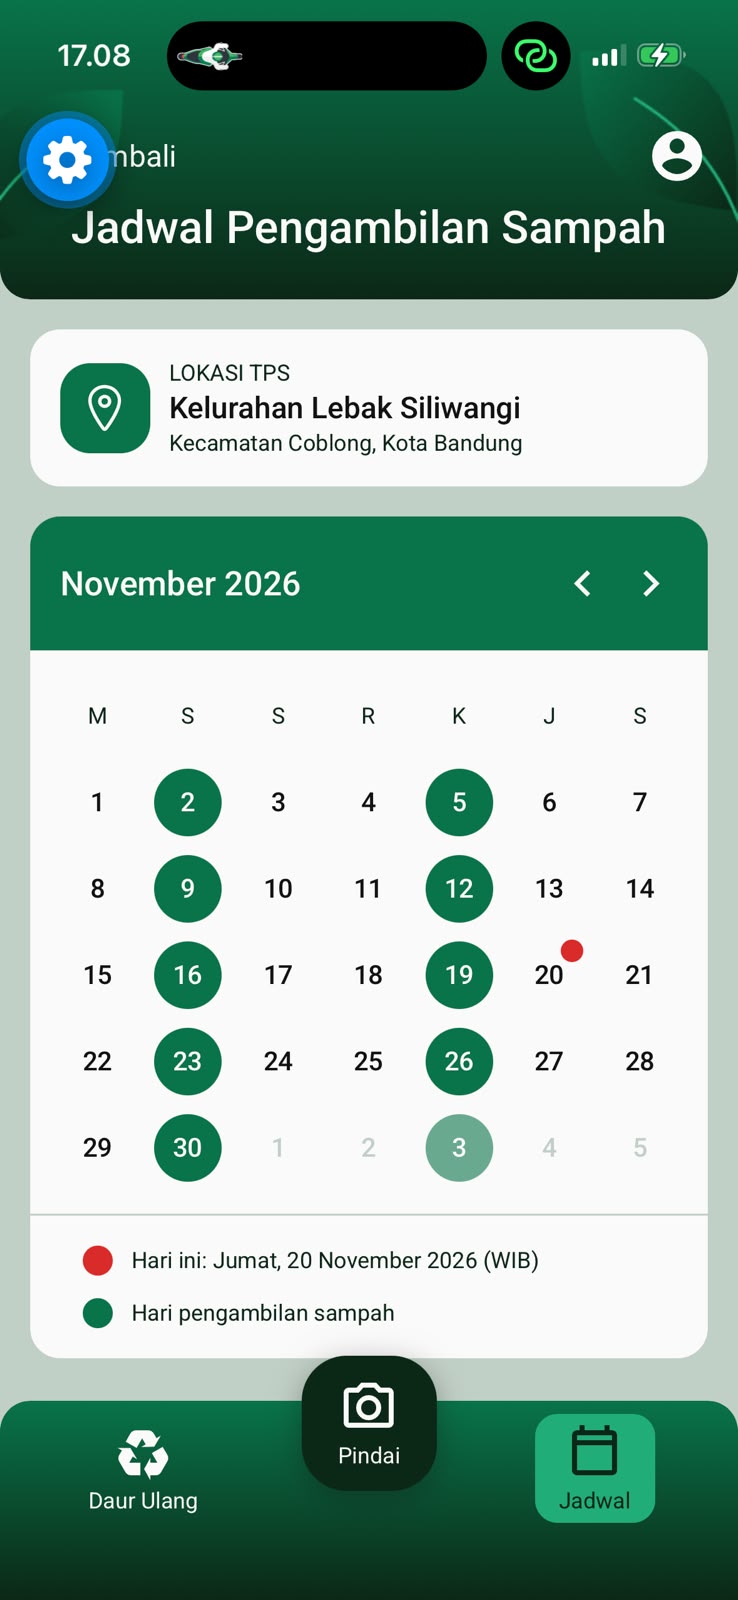 17.08
mbali
Jadwal Pengambilan Sampah
LOKASI TPS
Kelurahan Lebak Siliwangi
Kecamatan Coblong, Kota Bandung
November 2026
M S S R K J S
1 2 3 4 5 6 7
8 9 10 11 12 13 14
15 16 17 18 19 20 21
22 23 24 25 26 27 28
29 30 1 2 3 4 5
Hari ini: Jumat, 20 November 2026 (WIB)
Hari pengambilan sampah
Pindai
Daur Ulang
Jadwal